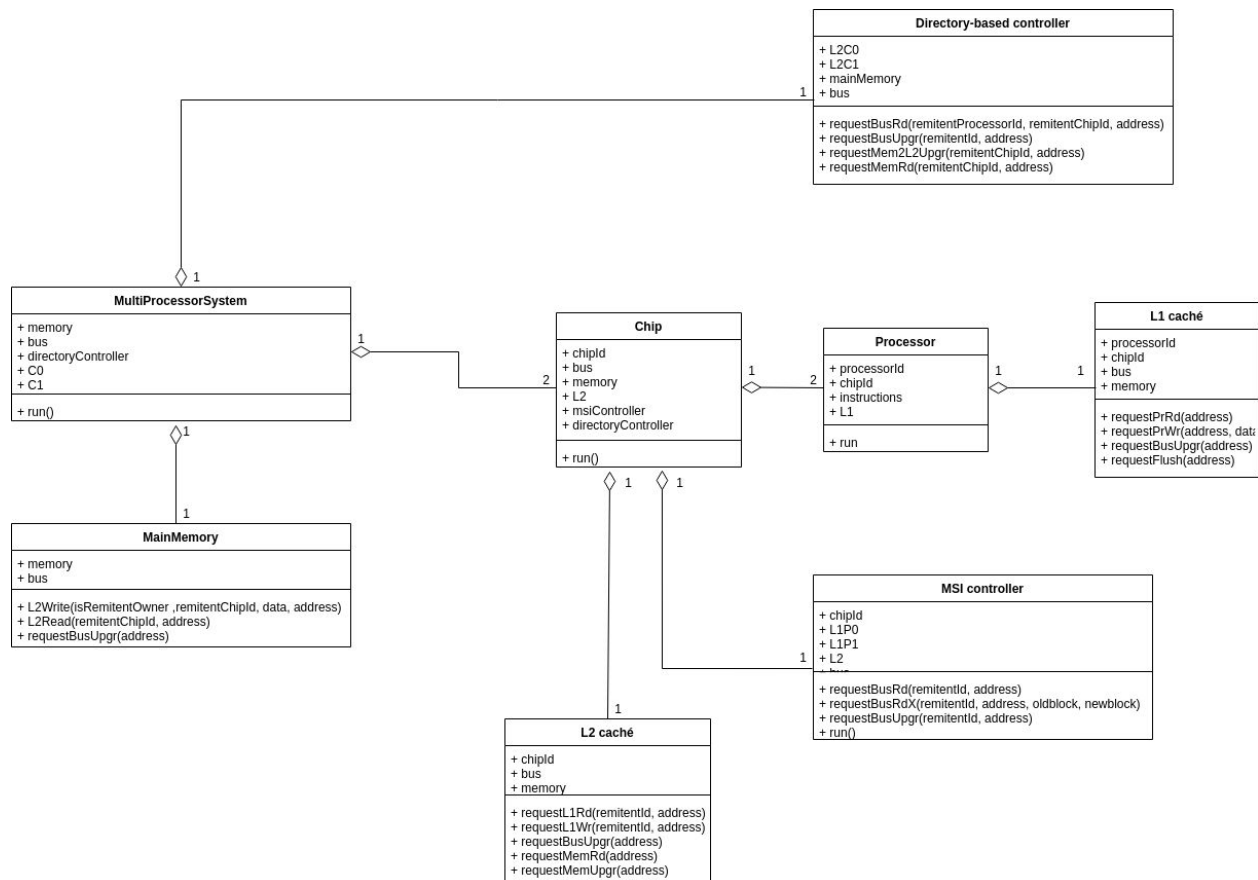 Directory-based controller
+ L2C0
+ L2C1
+ mainMemory
+ bus
+ requestBusRd(remitentProcessorId, remitentChipId, address)
+ requestBusUpgr(remitentId, address)
+ requestMem2L2Upgr(remitentChipId, address)
+ requestMemRd(remitentChipId, address)
1
1
MultiProcessorSystem
+ memory
+ bus
+ directoryController
+ C0
+ C1
+ run()
1
2
1
1
MainMemory
+ memory
+ bus
+ L2Write(isRemitentOwner ,remitentChipId, data, address)
+ L2Read(remitentChipId, address)
+ requestBusUpgr(address)
Chip
+ chipId
+ bus
+ memory
+ L2
+ msiController
+ directoryController
+ run()
1
2
1
1
Processor
+ processorId
+ chipId
+ instructions
+ L1
+ run
1
1
L1 caché
+ processorId
+ chipId
+ bus
+ memory
+ requestPrRd(address)
+ requestPrWr(address, data
+ requestBusUpgr(address)
+ requestFlush(address)
1
MSI controller
+ chipId
+ L1P0
+ L1P1
+ L2
+ bus
+ requestBusRd(remitentId, address)
+ requestBusRdX(remitentId, address, oldblock, newblock)
+ requestBusUpgr(remitentId, address)
+ run()
1
L2 caché
+ chipId
+ bus
+ memory
+ requestL1Rd(remitentId, address)
+ requestL1Wr(remitentId, address)
+ requestBusUpgr(address)
+ requestMemRd(address)
+ requestMemUpgr(address)